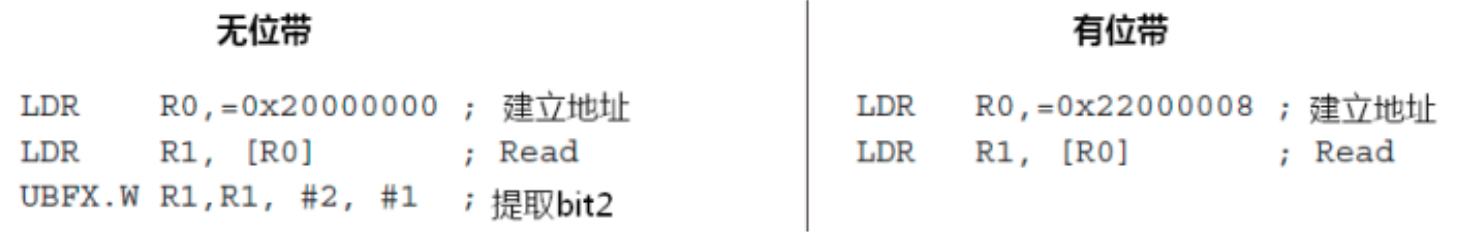 无位带
LDR R0,=0x20000000 ; 建立地址
LDR R1, [R0] ; Read
UBFX.W R1,R1, #2, #1 ; 提取bit2
有位带
LDR R0,=0x22000008 ; 建立地址
LDR R1, [R0] ; Read